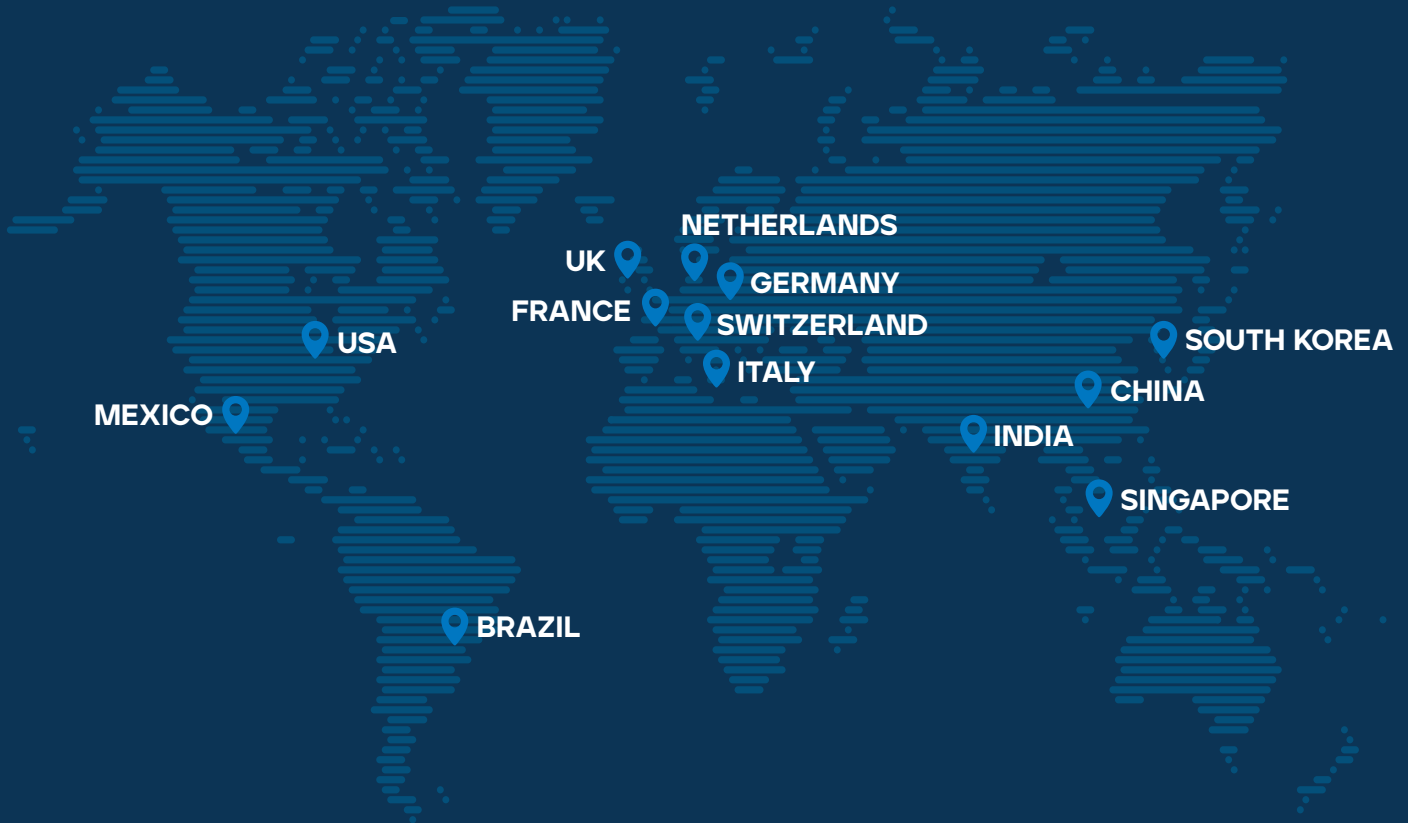 NETHERLANDS
UK
GERMANY
FRANCE
SWITZERLAND
USA
SOUTH KOREA
ITALY
CHINA
MEXICO
INDIA
SINGAPORE
BRAZIL